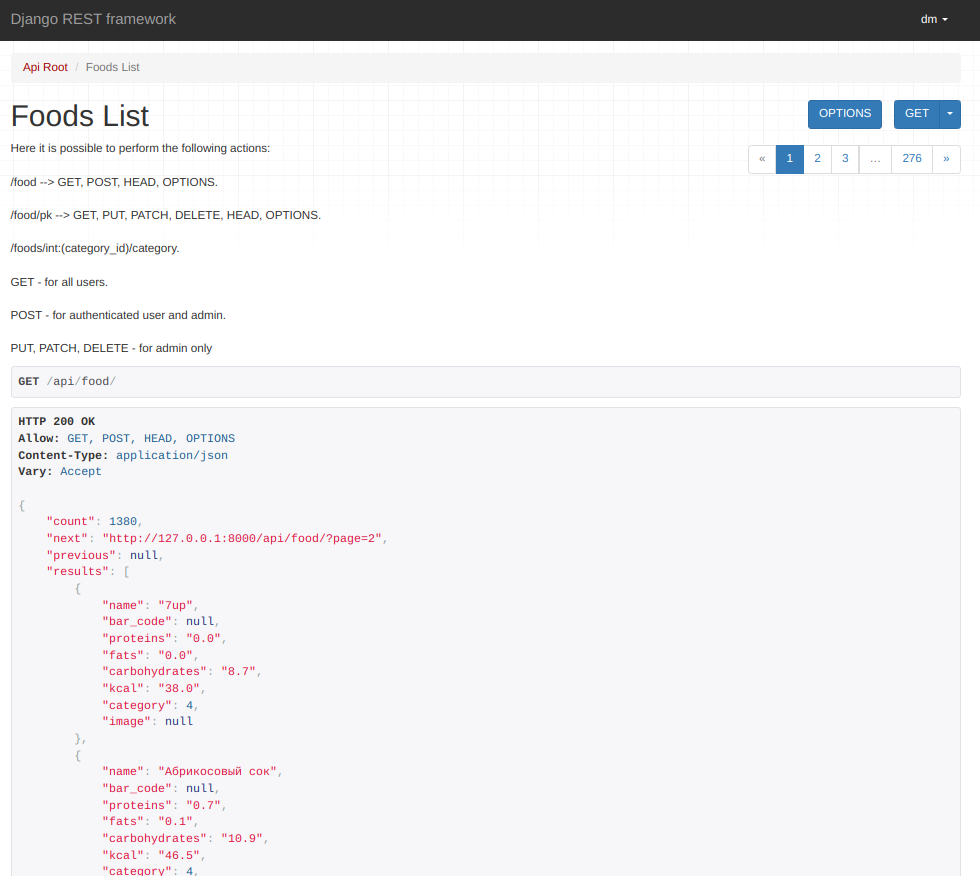 Django REST framework
dm
Api Root / Foods List
Foods List
OPTIONS
GET
Here it is possible to perform the following actions:
« 1 2 3 … 276 »
/food --> GET, POST, HEAD, OPTIONS.
/food/pk --> GET, PUT, PATCH, DELETE, HEAD, OPTIONS.
/foods/int:(category_id)/category.
GET - for all users.
POST - for authenticated user and admin.
PUT, PATCH, DELETE - for admin only
GET /api/food/
HTTP 200 OK
Allow: GET, POST, HEAD, OPTIONS
Content-Type: application/json
Vary: Accept
{
"count": 1380,
"next": "http://127.0.0.1:8000/api/food/?page=2",
"previous": null,
"results": [
{
"name": "7up",
"bar_code": null,
"proteins": "0.0",
"fats": "0.0",
"carbohydrates": "8.7",
"kcal": "38.0",
"category": 4,
"image": null
},
{
"name": "Абрикосовый сок",
"bar_code": null,
"proteins": "0.7",
"fats": "0.1",
"carbohydrates": "10.9",
"kcal": "46.5",
"category": 4,